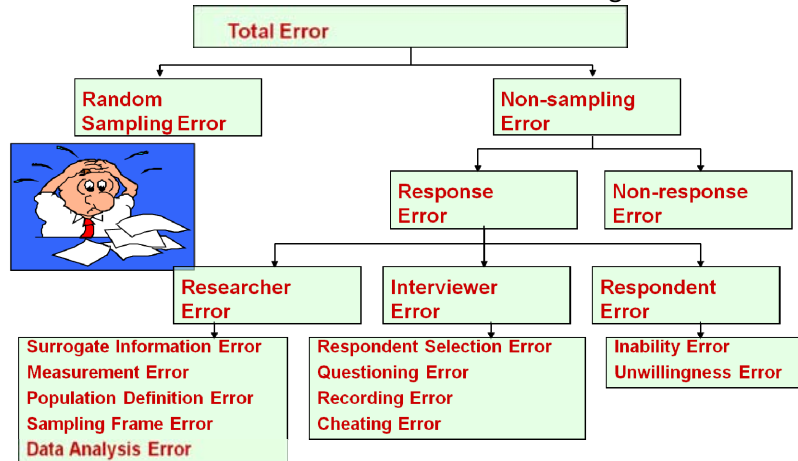 Total Error
Random
Sampling Error
Non-sampling
Error
Response
Error
Non-response
Error
Researcher
Error
Interviewer
Error
Respondent
Error
Surrogate Information Error
Measurement Error
Population Definition Error
Sampling Frame Error
Data Analysis Error
Respondent Selection Error
Questioning Error
Recording Error
Cheating Error
Inability Error
Unwillingness Error